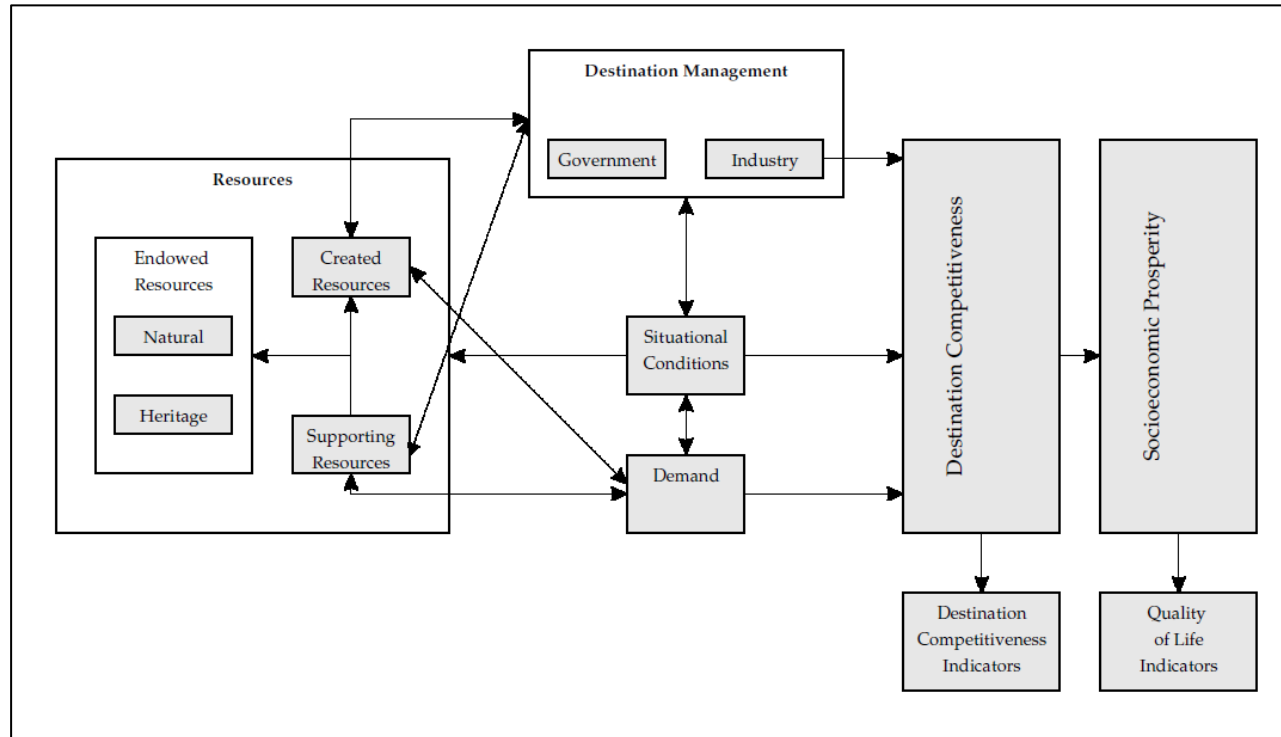 Destination Management
Government
Industry
Resources
Endowed
Resources
Natural
Heritage
Created
Resources
Supporting
Resources
Situational
Conditions
Demand
Destination Competitiveness
Socioeconomic Prosperity
Destination
Competitiveness
Indicators
Quality
of Life
Indicators